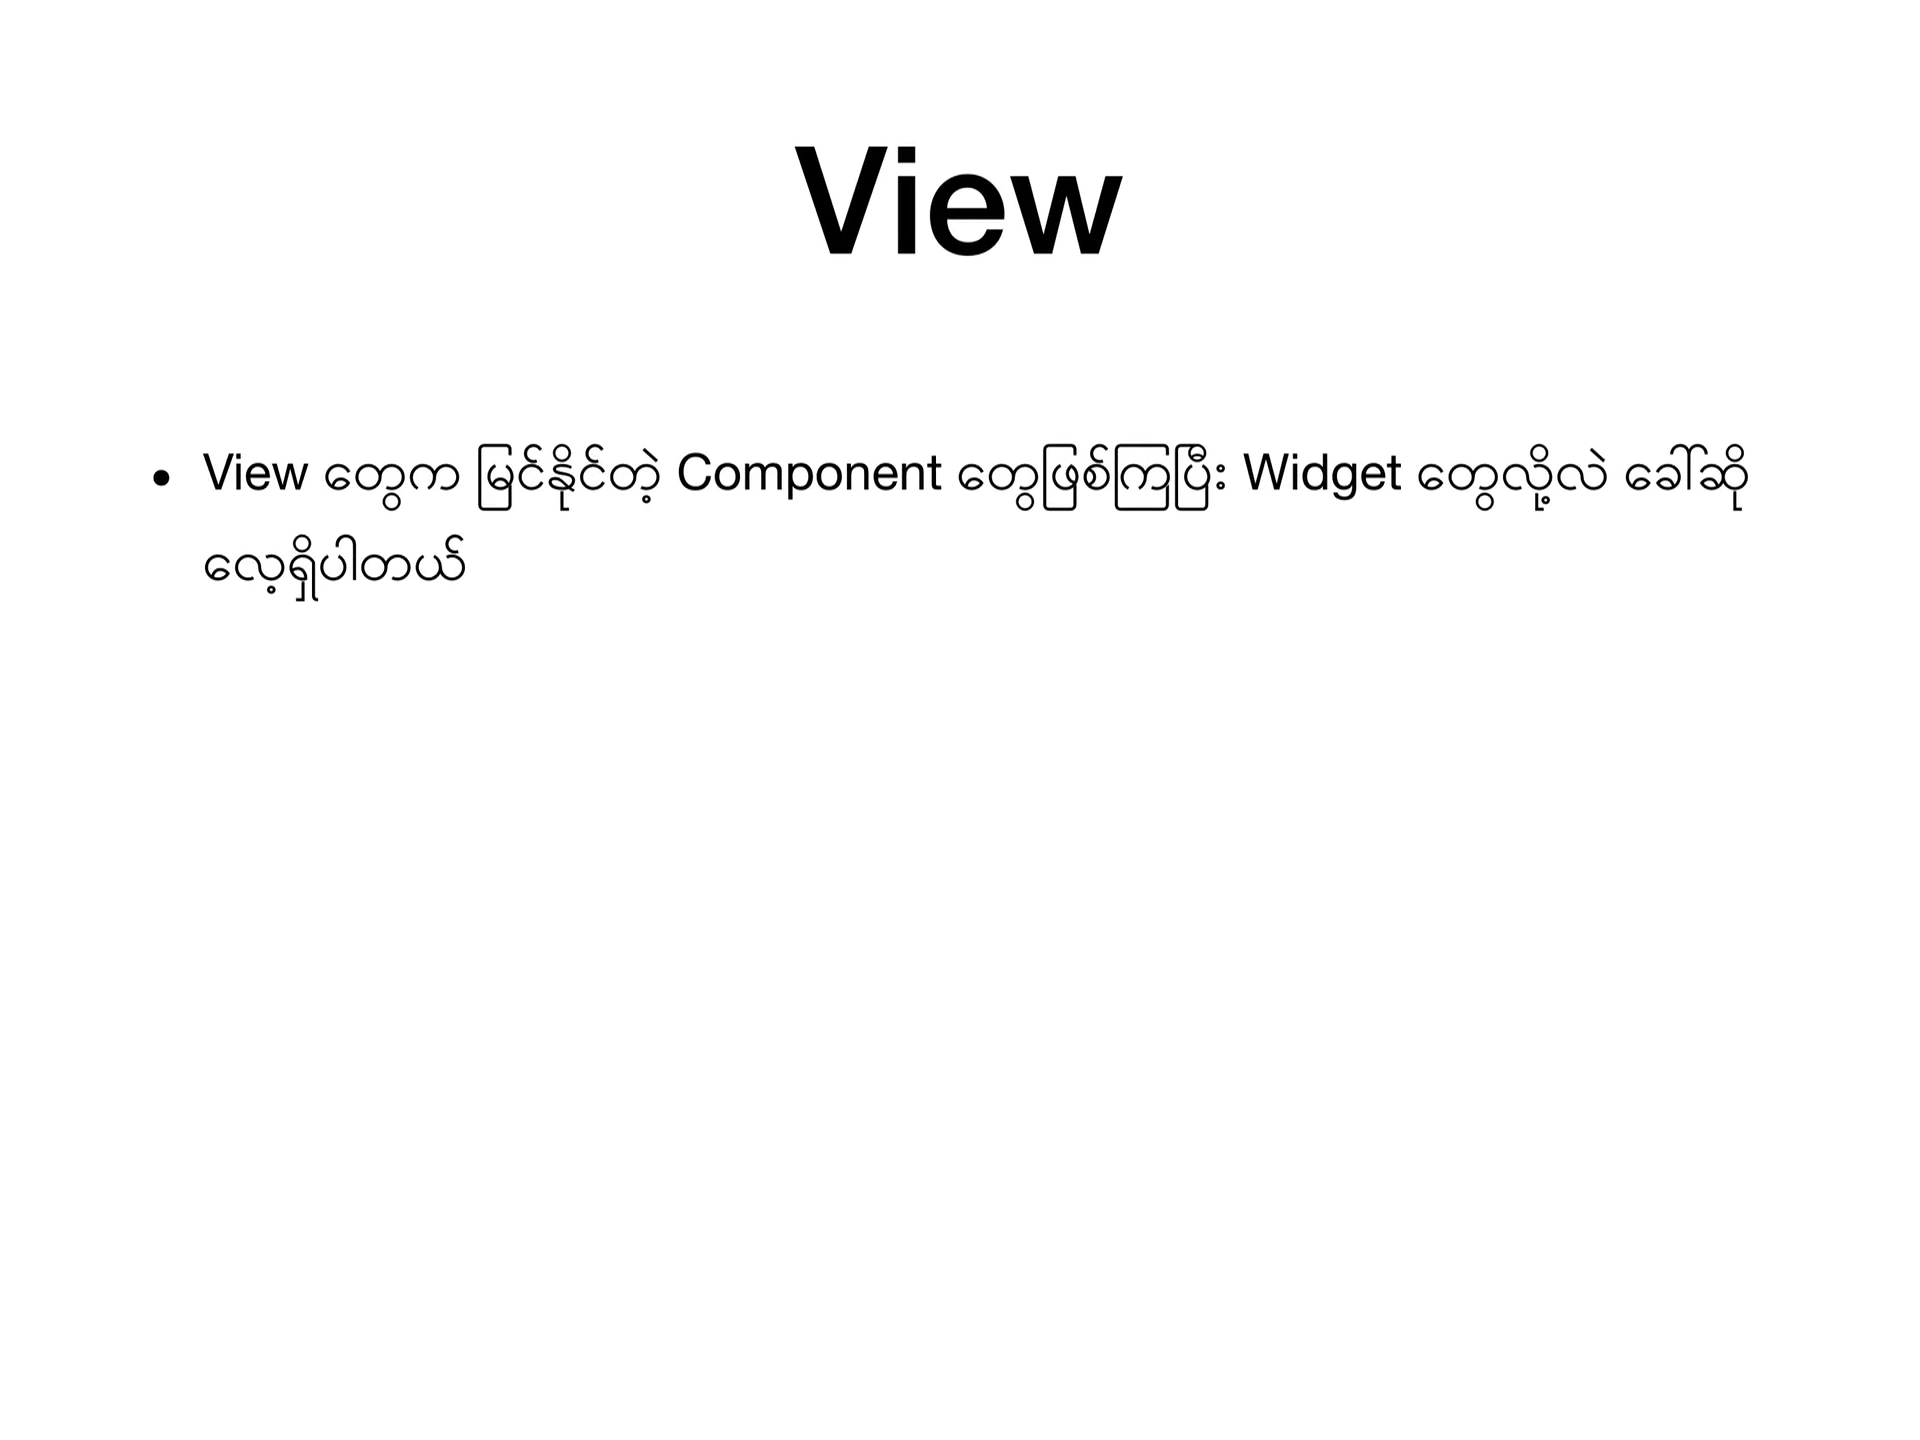 View
• View တွေက မြင်နိုင်တဲ့ Component တွေဖြစ်ကြပြီး Widget တွေလို့လဲ ခေါ်ဆို
လေ့ရှိပါတယ်